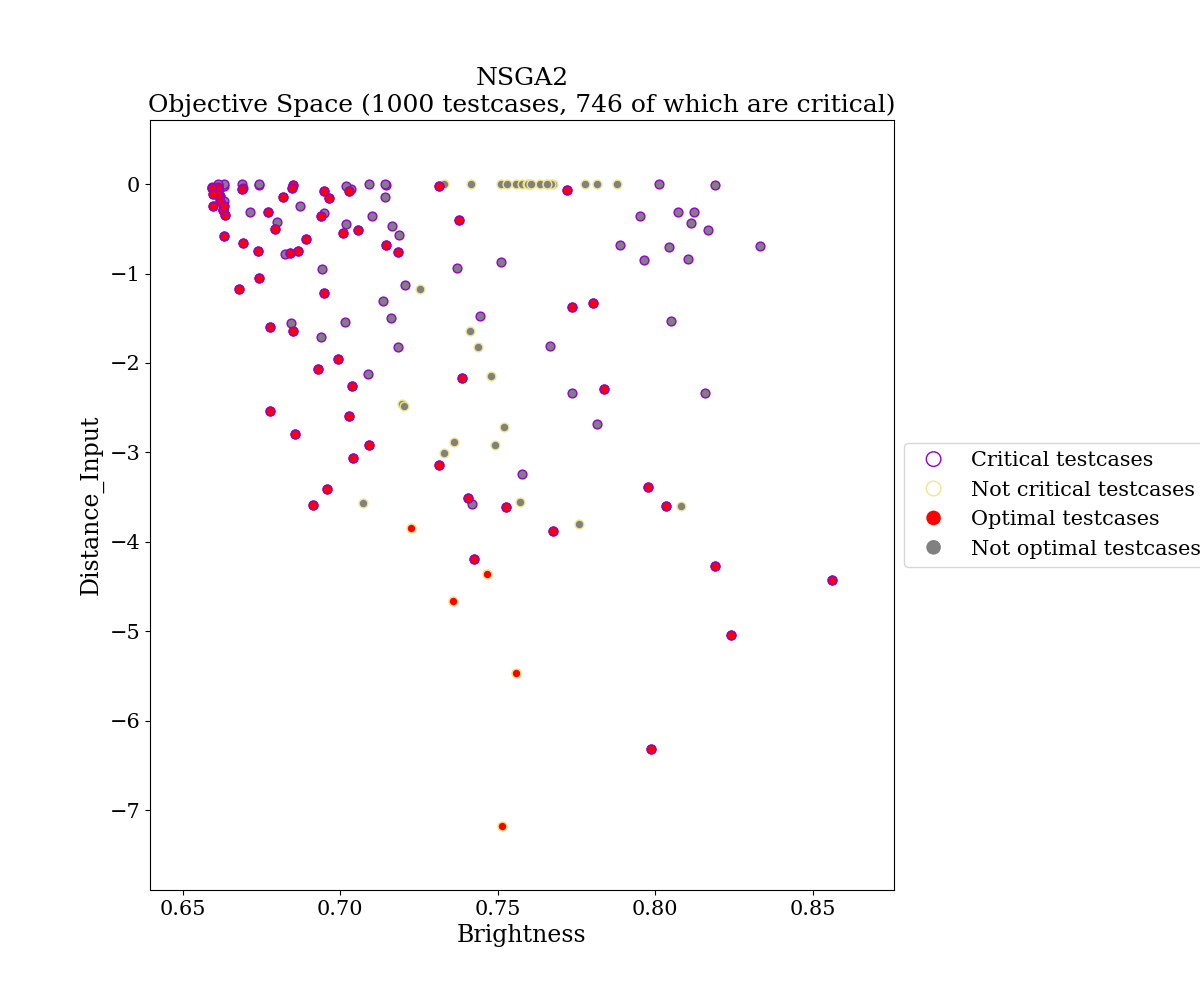 NSGA2
Objective Space (1000 testcases, 746 of which are critical)
0
−1
−2
−3
−4
−5
−6
−7
Distance_Input
0.65
0.70
0.75
0.80
0.85
Brightness
Critical testcases
Not critical testcases
Optimal testcases
Not optimal testcases